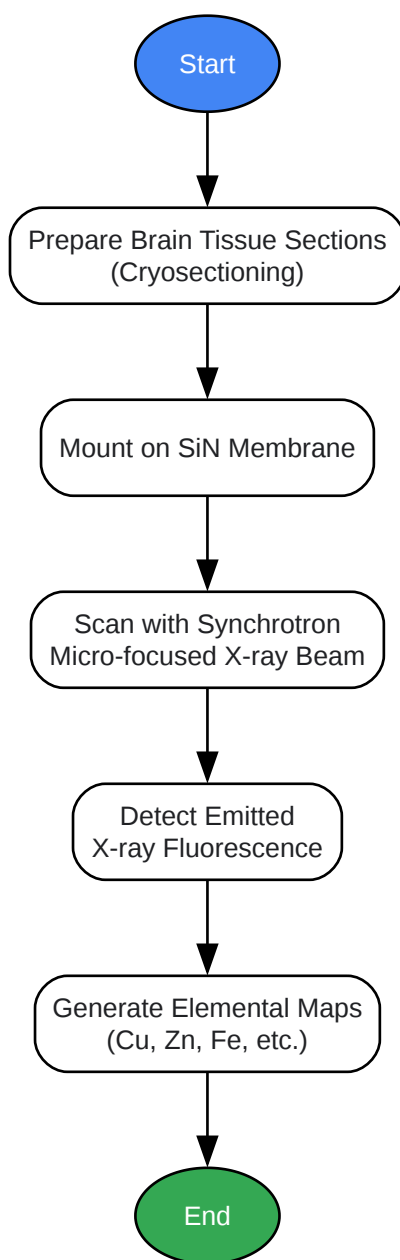 Start
Prepare Brain Tissue Sections
(Cryosectioning)
Mount on SiN Membrane
Scan with Synchrotron
Micro-focused X-ray Beam
Detect Emitted
X-ray Fluorescence
Generate Elemental Maps
(Cu, Zn, Fe, etc.)
End